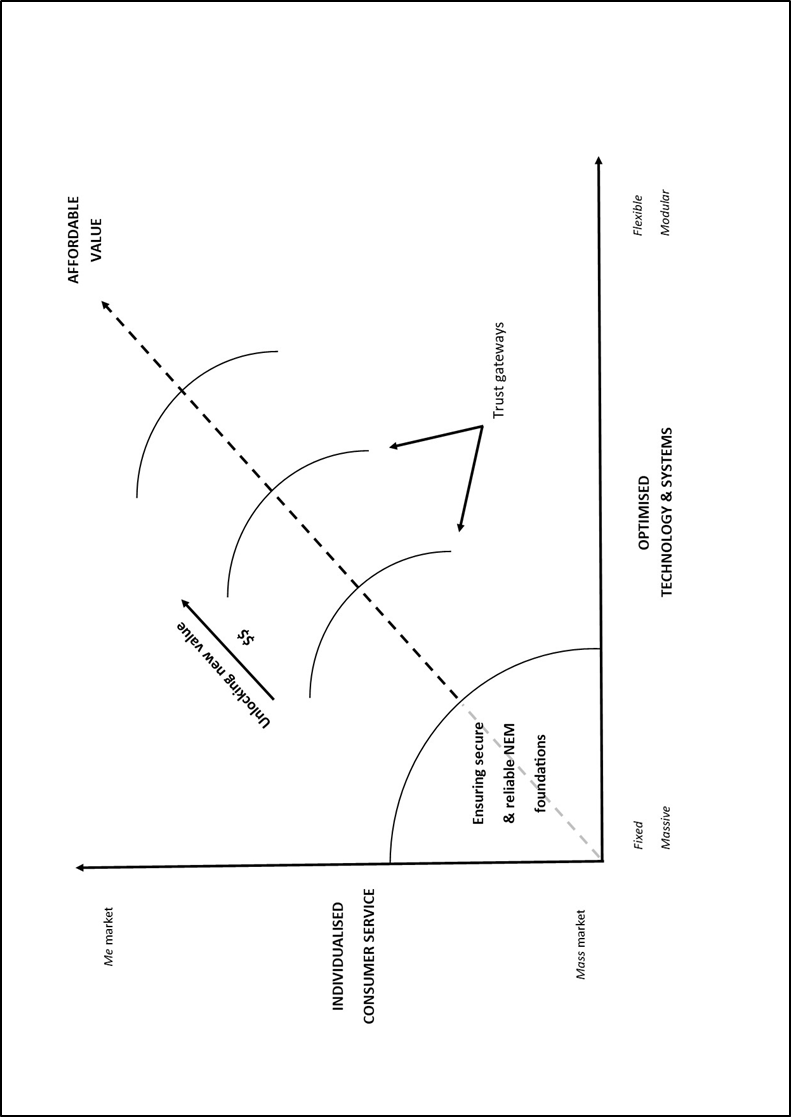 AFFORDABLE
VALUE
Me market
Unlocking new value
$$
INDIVIDUALISED
CONSUMER SERVICE
Trust gateways
Ensuring secure
& reliable NEM
foundations
Mass market
Fixed
Massive
OPTIMISED
TECHNOLOGY & SYSTEMS
Flexible
Modular